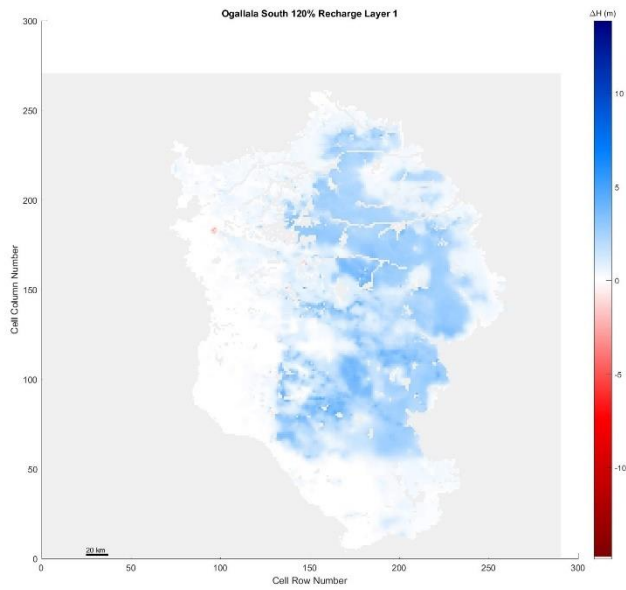 Ogallala South 120% Recharge Layer 1
ΔH (m)
300
250
200
150
100
50
0
Cell Column Number
20 km
0 50 100 150 200 250 300
Cell Row Number
10
5
0
-5
-10